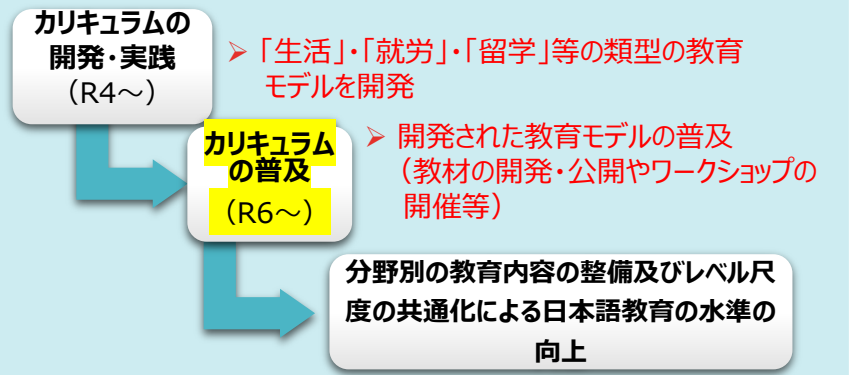 カリキュラムの
開発・実践
（R4～）
➢ 「生活」・「就労」・「留学」等の類型の教育
モデルを開発
カリキュラム
の普及
（R6～）
➢ 開発された教育モデルの普及
（教材の開発・公開やワークショップの
開催等）
分野別の教育内容の整備及びレベル尺
度の共通化による日本語教育の水準の
向上